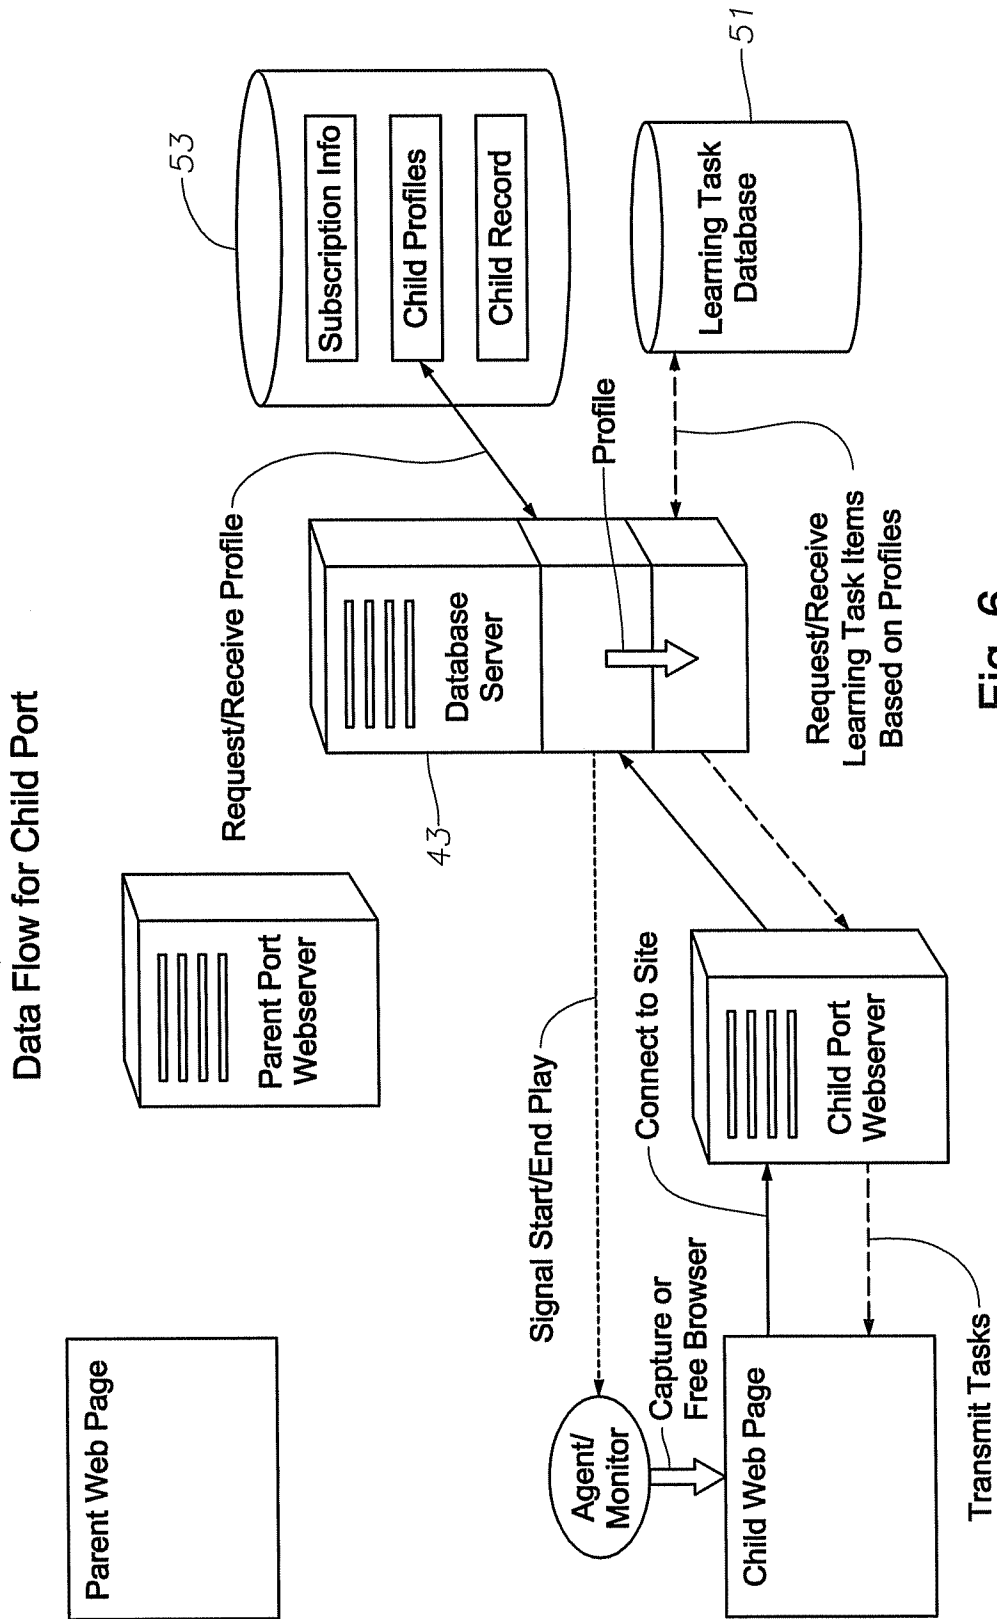 Data Flow for Child Port
Parent Web Page
Parent Port
Webserver
Request/Receive Profile
53
Subscription Info
Child Profiles
Child Record
43
Database
Server
Profile
51
Learning Task
Database
Signal Start/End Play
Agent/
Monitor
Capture or
Free Browser
Connect to Site
Child Web Page
Child Port
Webserver
Transmit Tasks
Request/Receive
Learning Task Items
Based on Profiles
Fig. 6